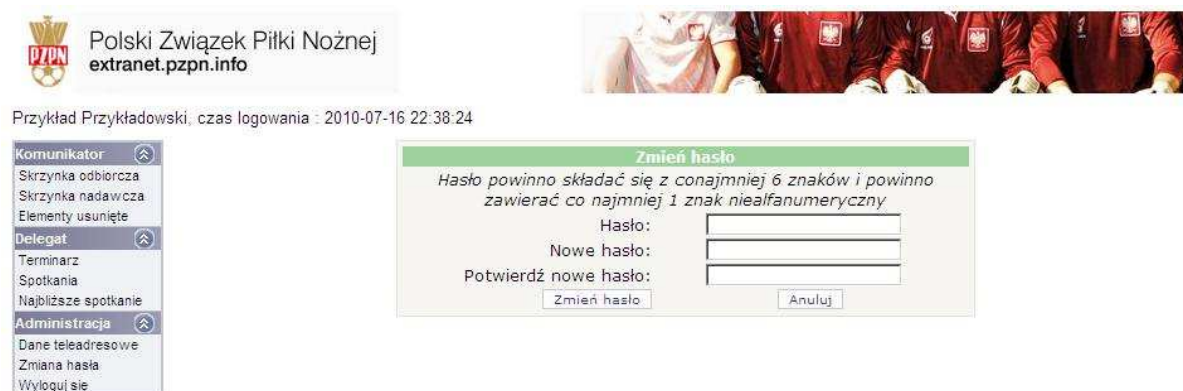 PZPN
Polski Związek Piłki Nożnej
extranet.pzpn.info
Przykład Przykładowski, czas logowania : 2010-07-16 22:38:24
Komunikator
Skrzynka odbiorcza
Skrzynka nadawcza
Elementy usunięte
Delegat
Terminarz
Spotkania
Najbliższe spotkanie
Administracja
Dane teleadresowe
Zmiana hasła
Wyloguj się
Zmień hasło
Hasło powinno składać się z conajmniej 6 znaków i powinno
zawierać co najmniej 1 znak niealfanumeryczny
Hasło:
Nowe hasło:
Potwierdź nowe hasło:
Zmień hasło Anuluj